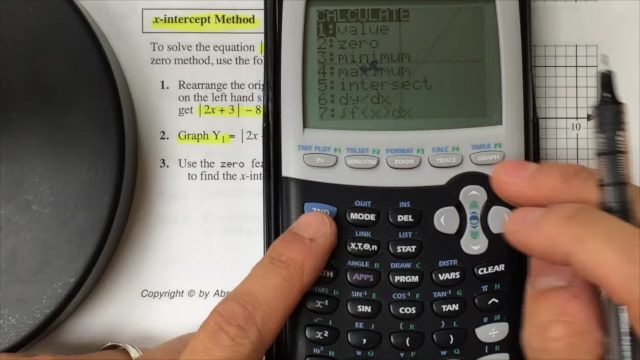 x-intercept Method
To solve the equation
zero method, use the fo
1. Rearrange the orig
on the left hand s
get |2x + 3| − 8
2. Graph Y₁ = |2x
3. Use the zero fea
to find the x-int
Copyright © by Abs
CALCULATE
1:value
2:zero
3:minimum
4:maximum
5:intersect
6:dy/dx
7:∫f(x)dx
10
STAT PLOT F1 TBLSET F2 FORMAT F3 CALC F4 TABLE F5
Y= WINDOW ZOOM TRACE GRAPH
QUIT INS
2ND MODE DEL
LINK LIST
X,T,Θ,n STAT
ANGLE B DRAW C DISTR
APPS PRGM VARS CLEAR
SIN⁻¹ E COS⁻¹ F TAN⁻¹ G π H
x⁻¹ SIN COS TAN ^
x² , ( ) ÷
10ˣ